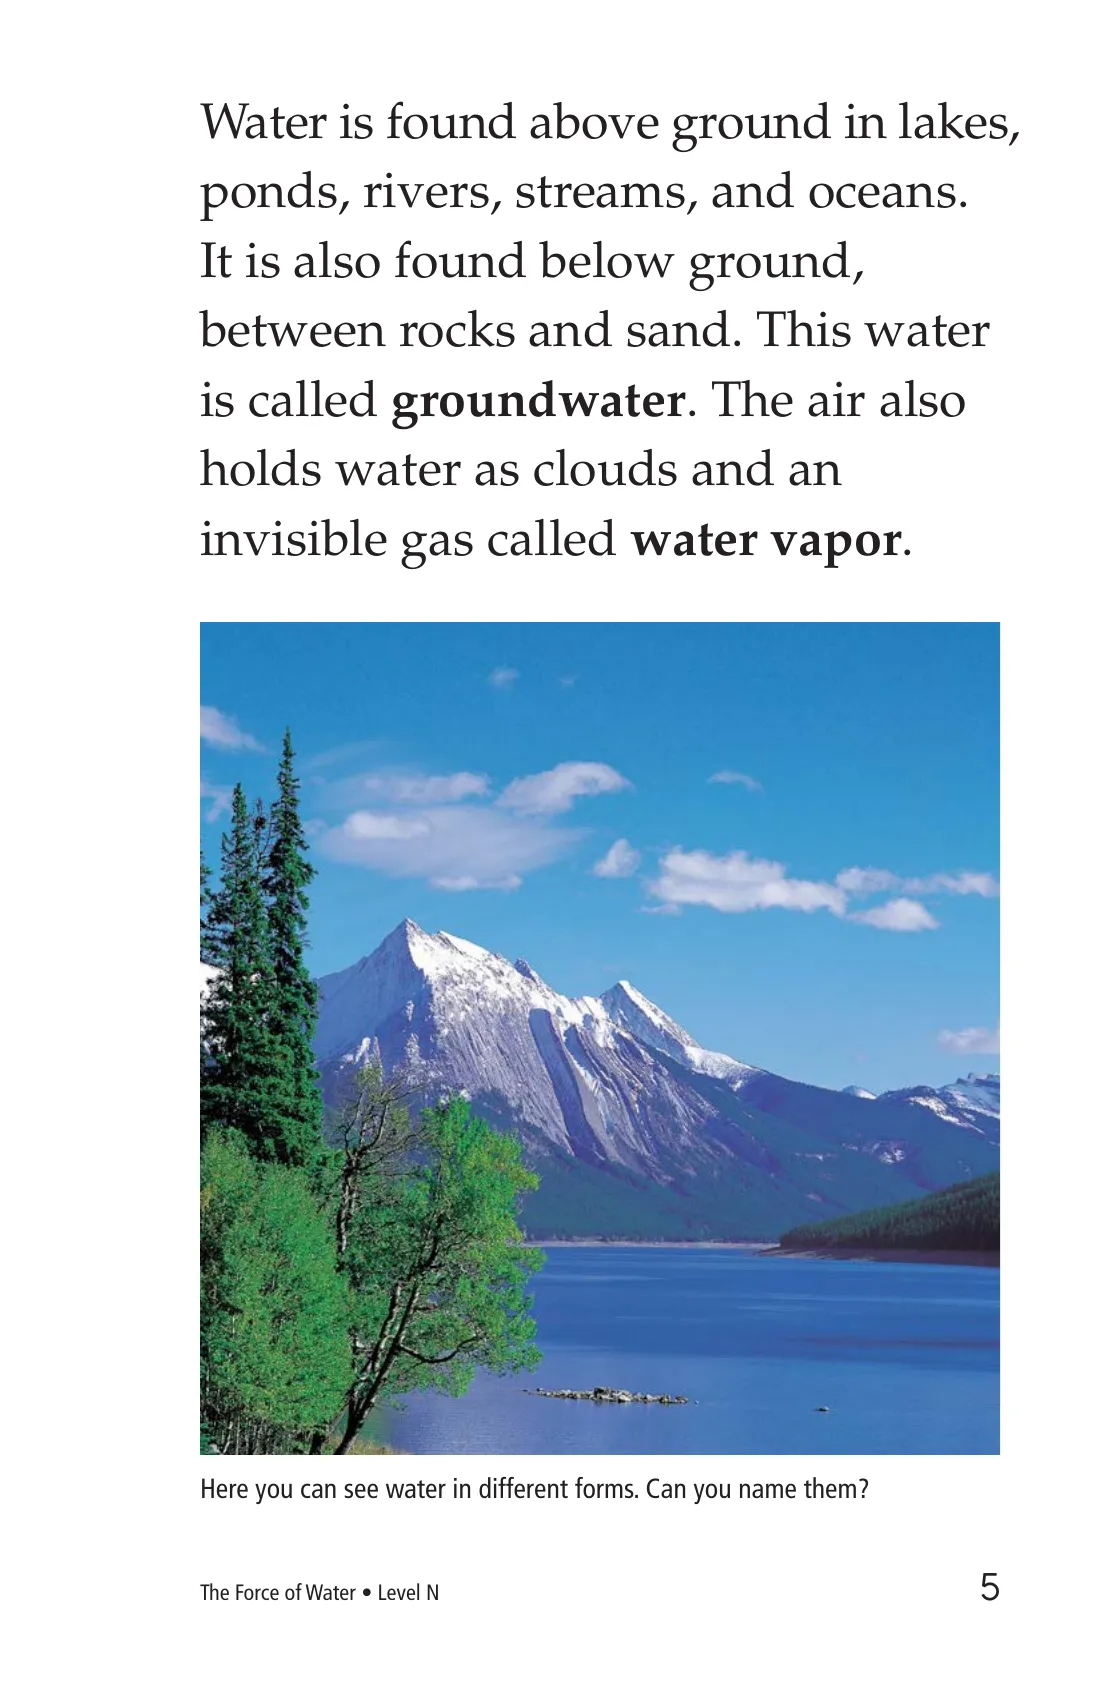 Water is found above ground in lakes,
ponds, rivers, streams, and oceans.
It is also found below ground,
between rocks and sand. This water
is called groundwater. The air also
holds water as clouds and an
invisible gas called water vapor.
Here you can see water in different forms. Can you name them?
The Force of Water • Level N
5